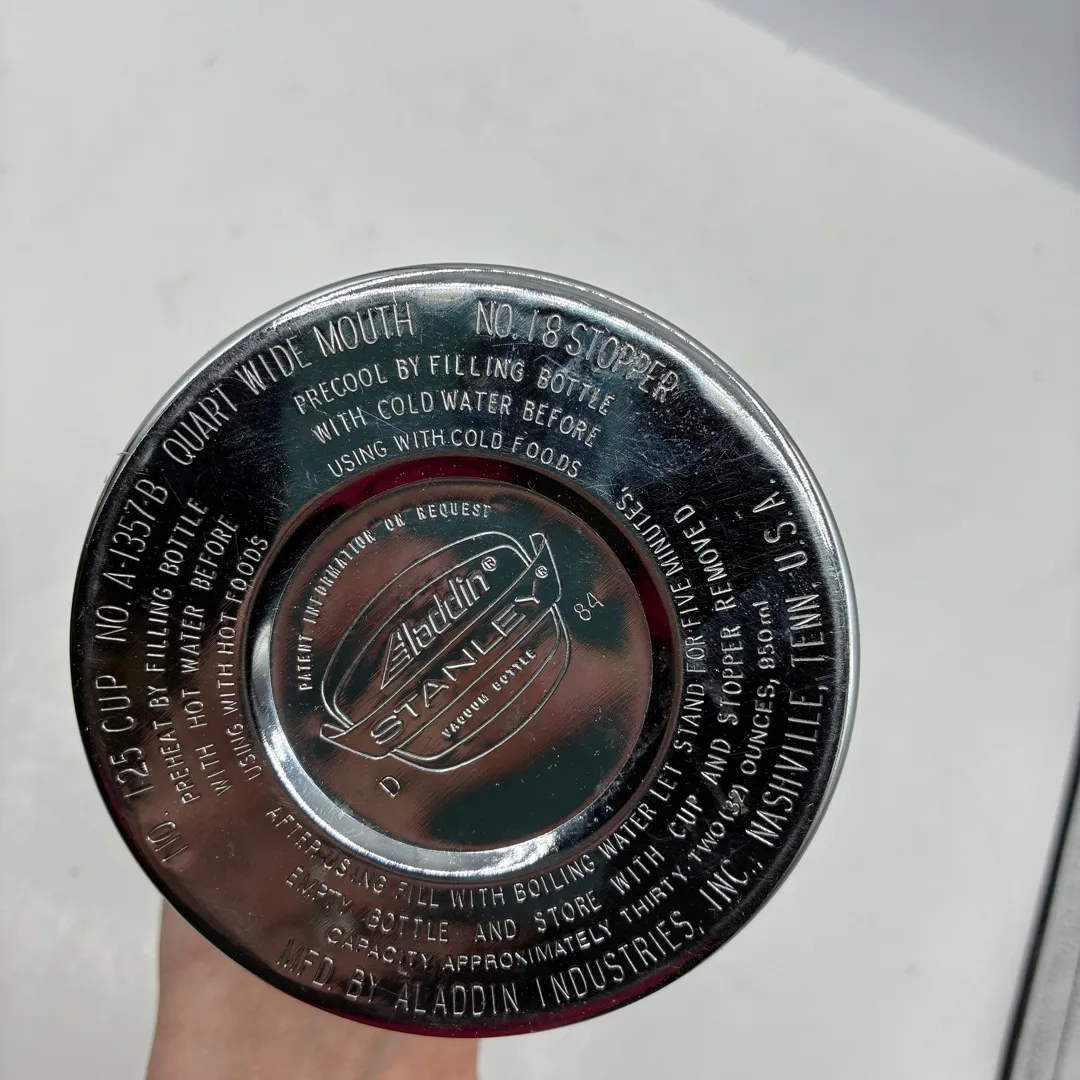 NO. 125 CUP NO. A-1357-B QUART WIDE MOUTH NO. 18 STOPPER
PRECOOL BY FILLING BOTTLE
WITH COLD WATER BEFORE
USING WITH COLD FOODS
PREHEAT BY FILLING BOTTLE
WITH HOT WATER BEFORE
USING WITH HOT FOODS
PATENT INFORMATION ON REQUEST
Aladdin®
STANLEY®
VACUUM BOTTLE
84
D
AFTER USING FILL WITH BOILING WATER LET STAND FOR FIVE MINUTES,
EMPTY BOTTLE AND STORE WITH CUP AND STOPPER REMOVED
CAPACITY APPROXIMATELY THIRTY-TWO (32) OUNCES, 950 ml
MFD. BY ALADDIN INDUSTRIES, INC., NASHVILLE, TENN. U.S.A.